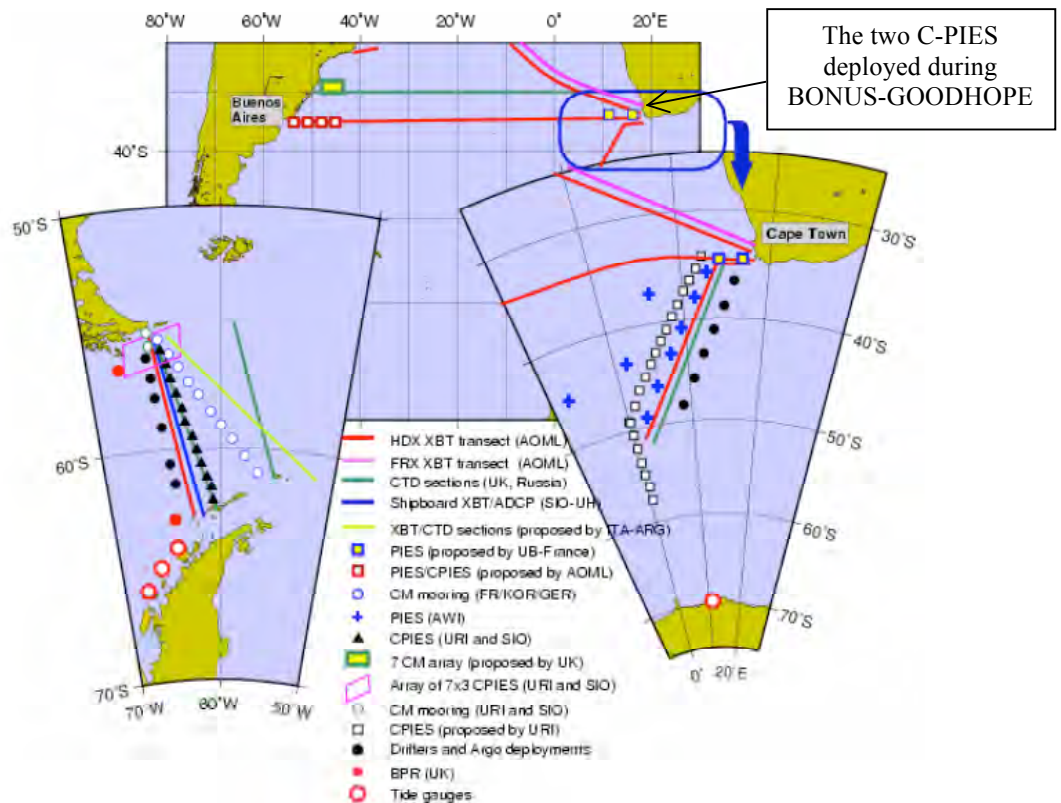 80°W 60°W 40°W 20°W 0° 20°E
The two C-PIES
deployed during
BONUS-GOODHOPE
Buenos
Aires
40°S
50°S
30°S
Cape Town
40°S
50°S
60°S
60°S
70°S
0° 20°E
70°S
70°W 60°W 50°W
HDX XBT transect (AOML)
FRX XBT transect (AOML)
CTD sections (UK, Russia)
Shipboard XBT/ADCP (SIO-UH)
XBT/CTD sections (proposed by ITA-ARG)
PIES (proposed by UB-France)
PIES/CPIES (proposed by AOML)
CM mooring (FR/KOR/GER)
PIES (AWI)
CPIES (URI and SIO)
7 CM array (proposed by UK)
Array of 7x3 CPIES (URI and SIO)
CM mooring (URI and SIO)
CPIES (proposed by URI)
Drifters and Argo deployments
BPR (UK)
Tide gauges